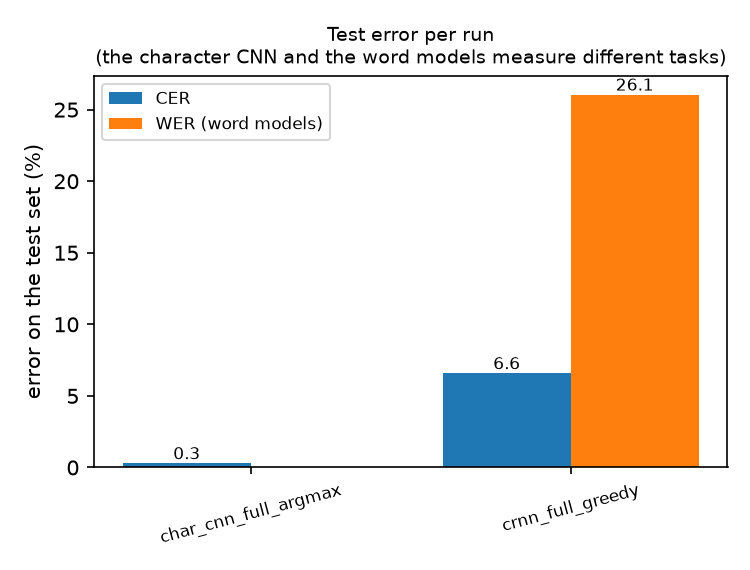 Test error per run
(the character CNN and the word models measure different tasks)
CER
WER (word models)
error on the test set (%)
25
20
15
10
5
0
0.3
6.6
26.1
char_cnn_full_argmax
crnn_full_greedy